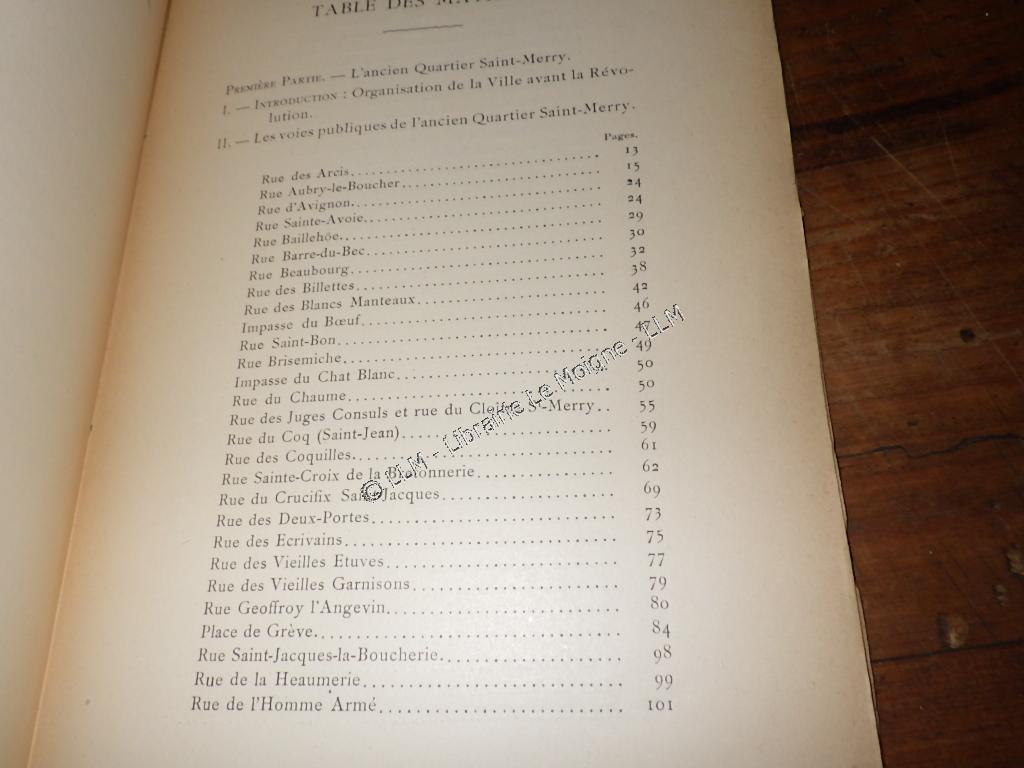 TABLE DES MAT
PREMIÈRE PARTIE. — L'ancien Quartier Saint-Merry.
I. — INTRODUCTION : Organisation de la Ville avant la Révo-
lution.
II. — Les voies publiques de l'ancien Quartier Saint-Merry.
Pages.
Rue des Arcis. 13
Rue Aubry-le-Boucher 15
Rue d'Avignon. 24
Rue Sainte-Avoie. 24
Rue Baillehöe. 29
Rue Barre-du-Bec 30
Rue Beaubourg 32
Rue des Billettes 38
Rue des Blancs Manteaux 42
Impasse du Bœuf 46
Rue Saint-Bon 47
Rue Brisemiche 49
Impasse du Chat Blanc 50
Rue du Chaume 50
Rue des Juges Consuls et rue du Cloître St-Merry 55
Rue du Coq (Saint-Jean) 59
Rue des Coquilles 61
Rue Sainte-Croix de la Bretonnerie 62
Rue du Crucifix Saint-Jacques 69
Rue des Deux-Portes 73
Rue des Ecrivains 75
Rue des Vieilles Etuves 77
Rue des Vieilles Garnisons 79
Rue Geoffroy l'Angevin 80
Place de Grève. 84
Rue Saint-Jacques-la-Boucherie. 98
Rue de la Heaumerie 99
Rue de l'Homme Armé 101
© LLM - Librairie Le Moigne - LLM